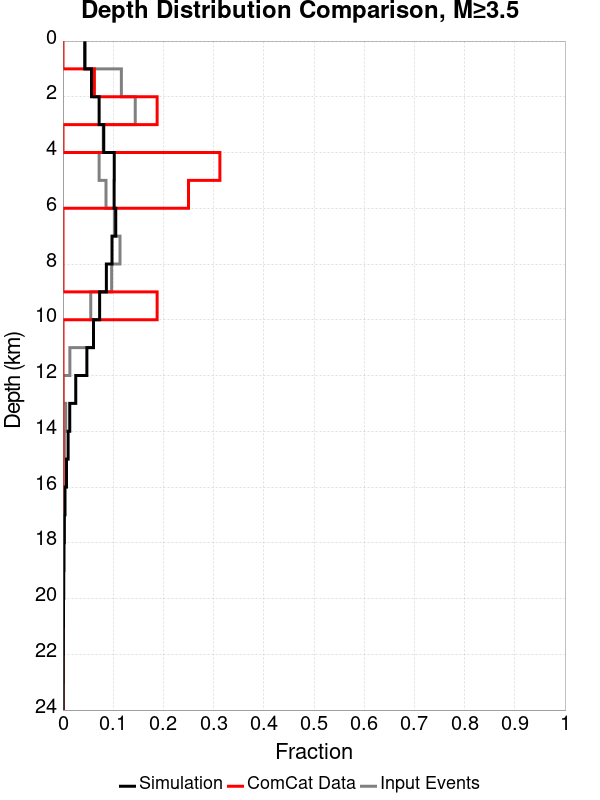 Depth Distribution Comparison, M≥3.5
0
2
4
6
8
10
12
14
16
18
20
22
24
Depth (km)
0 0.1 0.2 0.3 0.4 0.5 0.6 0.7 0.8 0.9 1
Fraction
Simulation ComCat Data Input Events